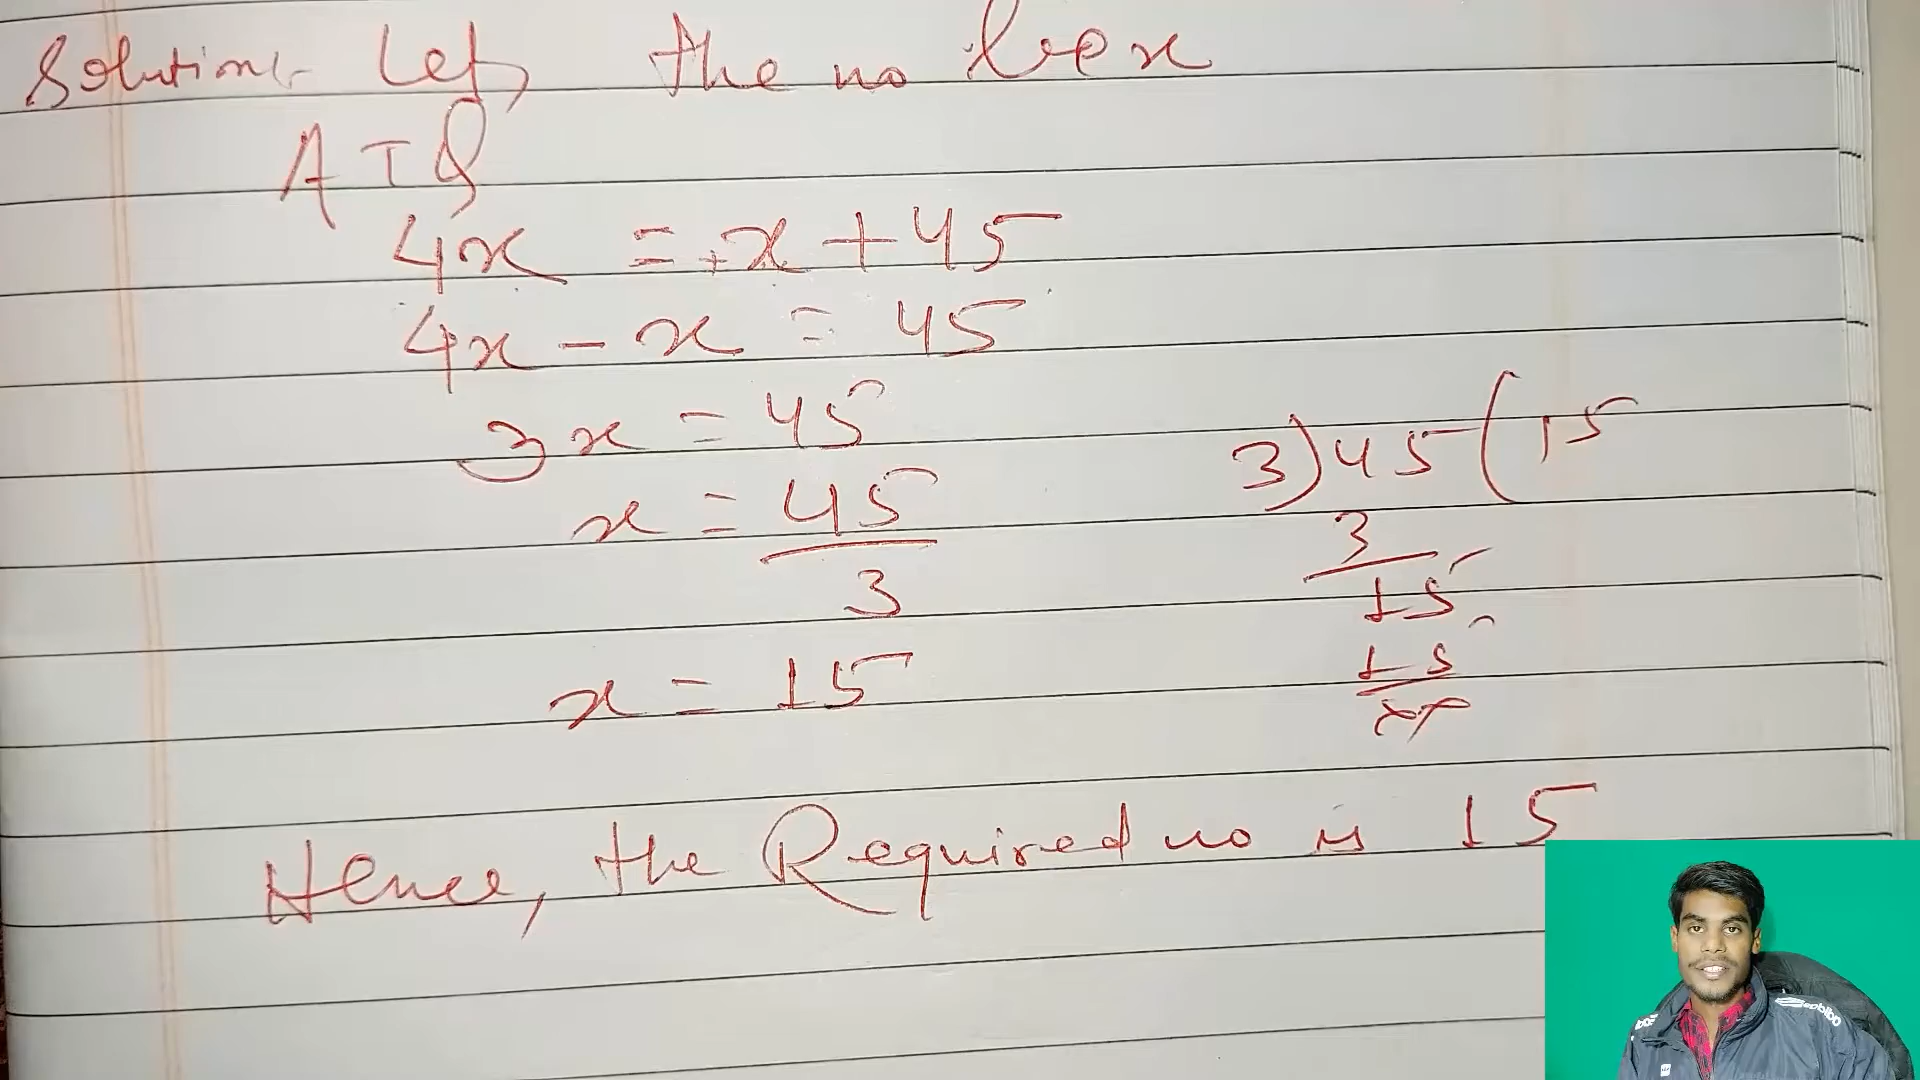 Solution:- Let, the no be x
ATQ
4x = +x + 45
4x - x = 45
3x = 45
x = 45
3
x = 15
3)45(15
3
15
15
xx
Hence, the Required no is 15